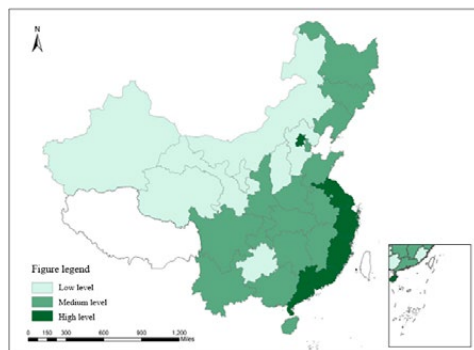 N
Figure legend
Low level
Medium level
High level
0 150 300 600 900 1,200
Miles